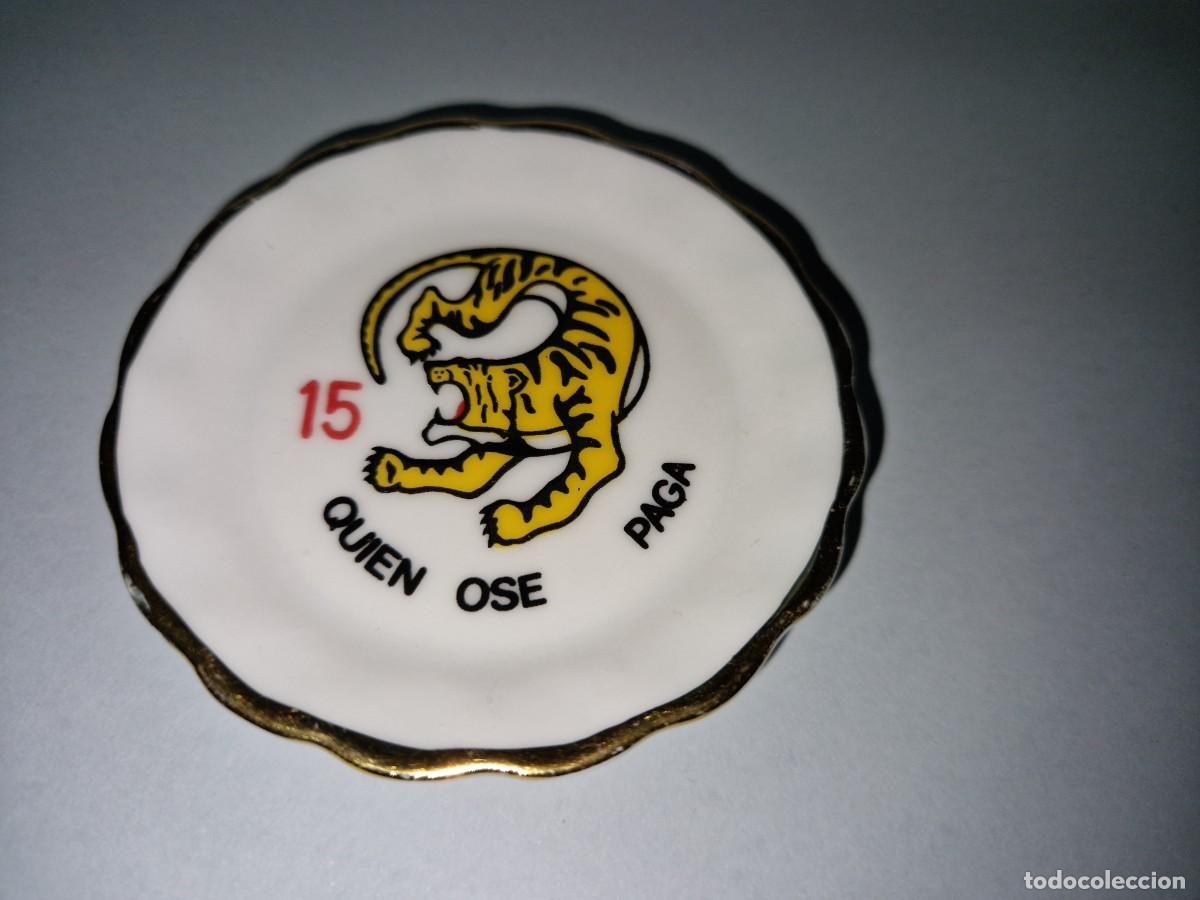 15
QUIEN OSE PAGA
todocoleccion